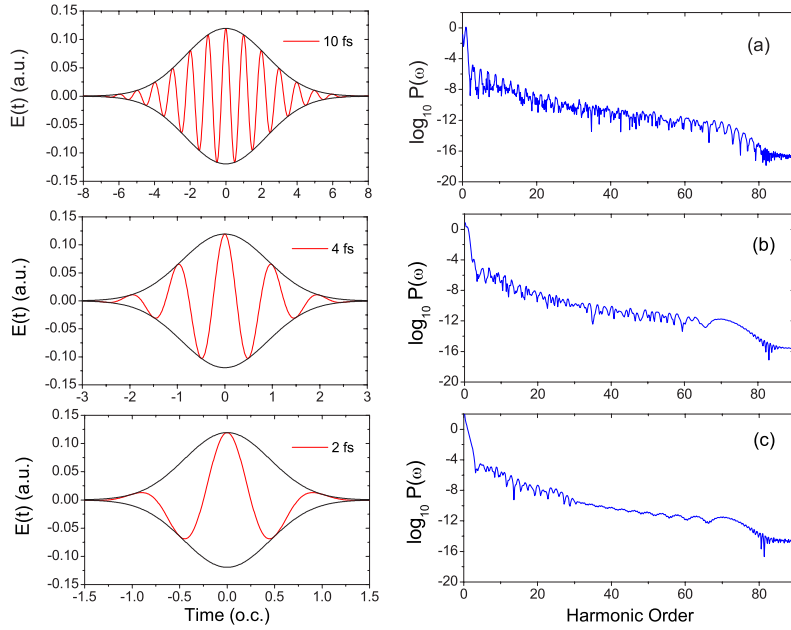 E(t) (a.u.)
0.15
0.10
0.05
0.00
-0.05
-0.10
-0.15
10 fs
-8 -6 -4 -2 0 2 4 6 8
log10 P(ω)
0
-4
-8
-12
-16
-20
(a)
0 20 40 60 80
E(t) (a.u.)
0.15
0.10
0.05
0.00
-0.05
-0.10
-0.15
4 fs
-3 -2 -1 0 1 2 3
log10 P(ω)
0
-4
-8
-12
-16
-20
(b)
0 20 40 60 80
E(t) (a.u.)
0.15
0.10
0.05
0.00
-0.05
-0.10
-0.15
2 fs
-1.5 -1.0 -0.5 0.0 0.5 1.0 1.5
Time (o.c.)
log10 P(ω)
0
-4
-8
-12
-16
-20
(c)
0 20 40 60 80
Harmonic Order